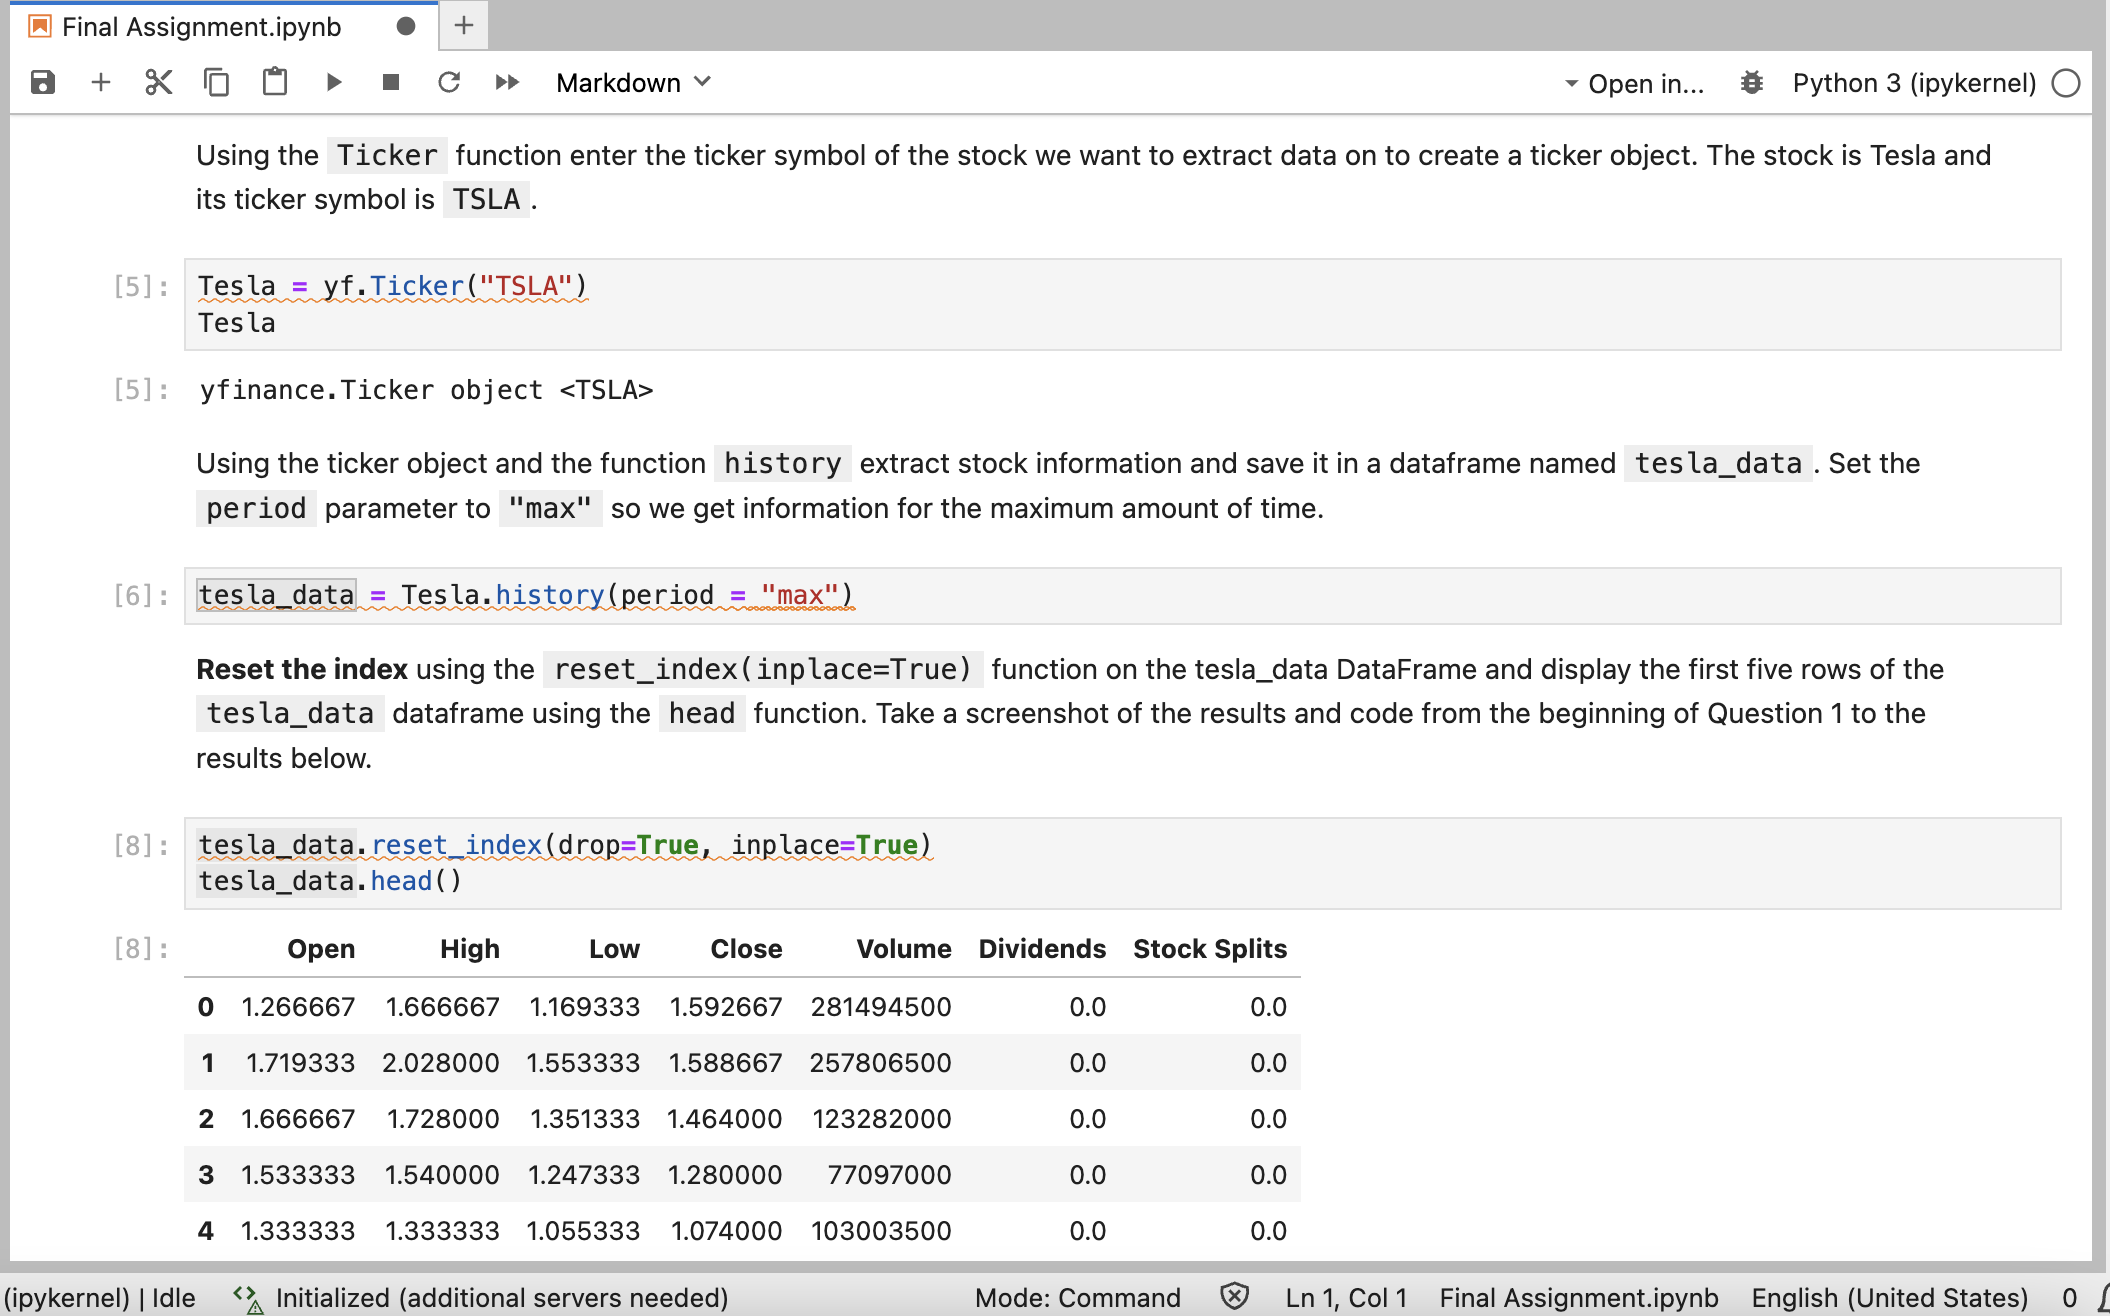 Final Assignment.ipynb
Markdown
Open in...
Python 3 (ipykernel)
Using the Ticker function enter the ticker symbol of the stock we want to extract data on to create a ticker object. The stock is Tesla and
its ticker symbol is TSLA .
[5]: Tesla = yf.Ticker("TSLA")
Tesla
[5]: yfinance.Ticker object <TSLA>
Using the ticker object and the function history extract stock information and save it in a dataframe named tesla_data . Set the
period parameter to "max" so we get information for the maximum amount of time.
[6]: tesla_data = Tesla.history(period = "max")
Reset the index using the reset_index(inplace=True) function on the tesla_data DataFrame and display the first five rows of the
tesla_data dataframe using the head function. Take a screenshot of the results and code from the beginning of Question 1 to the
results below.
[8]: tesla_data.reset_index(drop=True, inplace=True)
tesla_data.head()
[8]: Open High Low Close Volume Dividends Stock Splits
0 1.266667 1.666667 1.169333 1.592667 281494500 0.0 0.0
1 1.719333 2.028000 1.553333 1.588667 257806500 0.0 0.0
2 1.666667 1.728000 1.351333 1.464000 123282000 0.0 0.0
3 1.533333 1.540000 1.247333 1.280000 77097000 0.0 0.0
4 1.333333 1.333333 1.055333 1.074000 103003500 0.0 0.0
(ipykernel) | Idle Initialized (additional servers needed) Mode: Command Ln 1, Col 1 Final Assignment.ipynb English (United States) 0